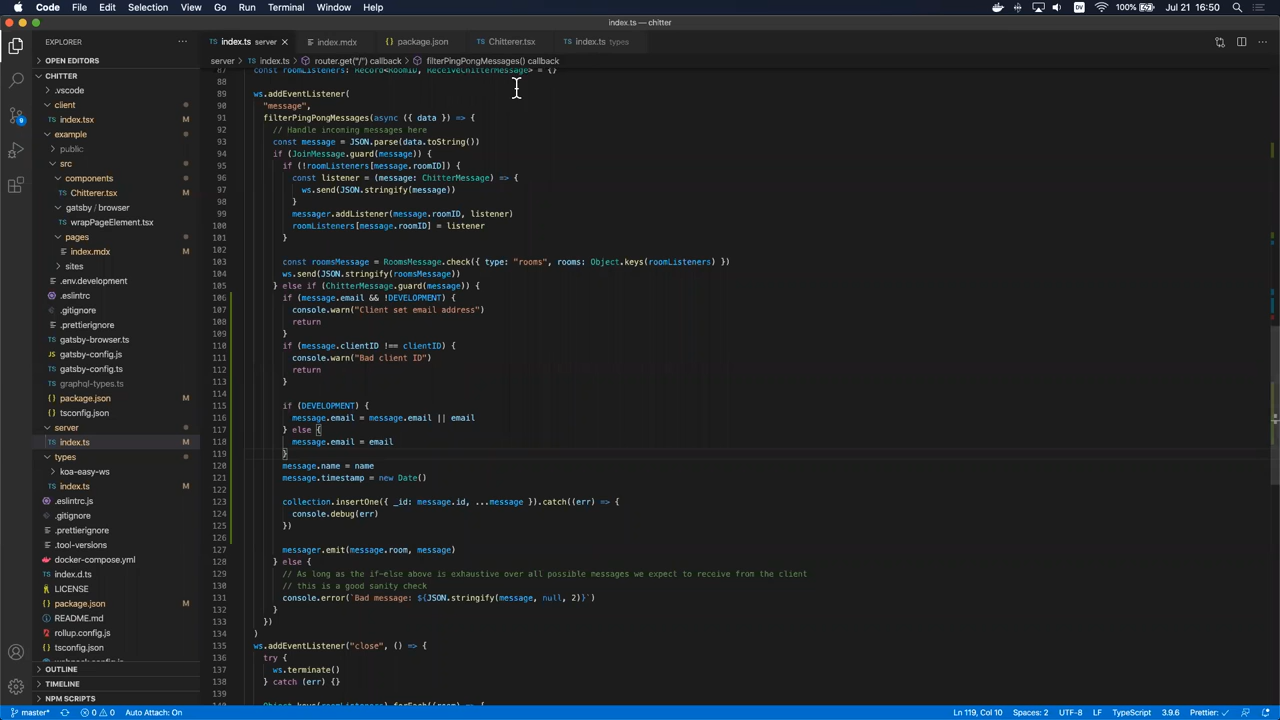 Code File Edit Selection View Go Run Terminal Window Help
100% Jul 21 16:50
index.ts — chitter
EXPLORER
index.ts server
index.mdx
package.json
Chitterer.tsx
index.ts types
server > index.ts > router.get("/") callback > filterPingPongMessages() callback
OPEN EDITORS
CHITTER
.vscode
client
index.tsx
example
public
src
components
Chitterer.tsx M
gatsby / browser
wrapPageElement.tsx
pages
index.mdx M
sites
.env.development
.eslintrc
.gitignore
.prettierignore
gatsby-browser.ts
gatsby-config.js
gatsby-config.ts
graphql-types.ts
package.json M
tsconfig.json
server
index.ts M
types
koa-easy-ws
index.ts M
.eslintrc.js
.gitignore
.prettierignore
.tool-versions
docker-compose.yml
index.d.ts
LICENSE
package.json M
README.md
rollup.config.js
tsconfig.json
OUTLINE
TIMELINE
NPM SCRIPTS
87 const roomListeners: Record<RoomID, ReceiveChitterMessage> = {}
88
89 ws.addEventListener(
90 "message",
91 filterPingPongMessages(async ({ data }) => {
92 // Handle incoming messages here
93 const message = JSON.parse(data.toString())
94 if (JoinMessage.guard(message)) {
95 if (!roomListeners[message.roomID]) {
96 const listener = (message: ChitterMessage) => {
97 ws.send(JSON.stringify(message))
98 }
99 messager.addListener(message.roomID, listener)
100 roomListeners[message.roomID] = listener
101 }
102
103 const roomsMessage = RoomsMessage.check({ type: "rooms", rooms: Object.keys(roomListeners) })
104 ws.send(JSON.stringify(roomsMessage))
105 } else if (ChitterMessage.guard(message)) {
106 if (message.email && !DEVELOPMENT) {
107 console.warn("Client set email address")
108 return
109 }
110 if (message.clientID !== clientID) {
111 console.warn("Bad client ID")
112 return
113 }
114
115 if (DEVELOPMENT) {
116 message.email = message.email || email
117 } else {
118 message.email = email
119 }
120 message.name = name
121 message.timestamp = new Date()
122
123 collection.insertOne({ _id: message.id, ...message }).catch((err) => {
124 console.debug(err)
125 })
126
127 messager.emit(message.room, message)
128 } else {
129 // As long as the if-else above is exhaustive over all possible messages we expect to receive from the client
130 // this is a good sanity check
131 console.error(`Bad message: ${JSON.stringify(message, null, 2)}`)
132 }
133 })
134 )
135 ws.addEventListener("close", () => {
136 try {
137 ws.terminate()
138 } catch (err) {}
139
master* 0 0 Auto Attach: On
Ln 119, Col 10 Spaces: 2 UTF-8 LF TypeScript 3.9.6 Prettier: ✓